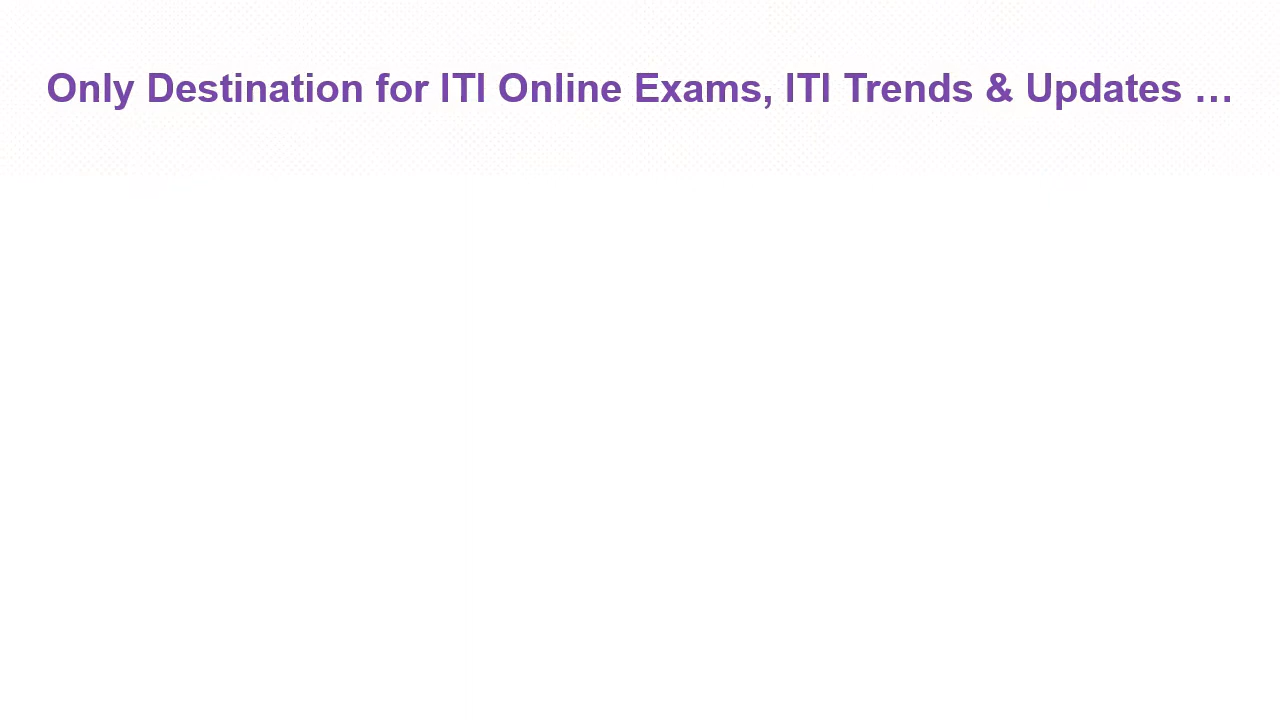 Only Destination for ITI Online Exams, ITI Trends & Updates …